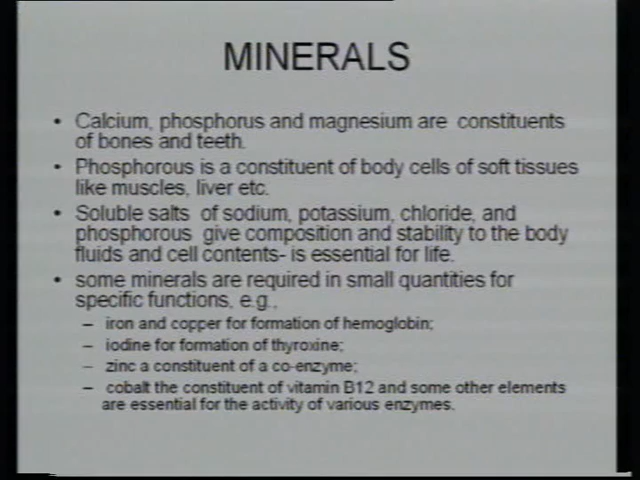 MINERALS
• Calcium, phosphorus and magnesium are constituents
of bones and teeth.
• Phosphorous is a constituent of body cells of soft tissues
like muscles, liver etc.
• Soluble salts of sodium, potassium, chloride, and
phosphorous give composition and stability to the body
fluids and cell contents- is essential for life.
• some minerals are required in small quantities for
specific functions, e.g.,
– iron and copper for formation of hemoglobin;
– iodine for formation of thyroxine;
– zinc a constituent of a co-enzyme;
– cobalt the constituent of vitamin B12 and some other elements
are essential for the activity of various enzymes.